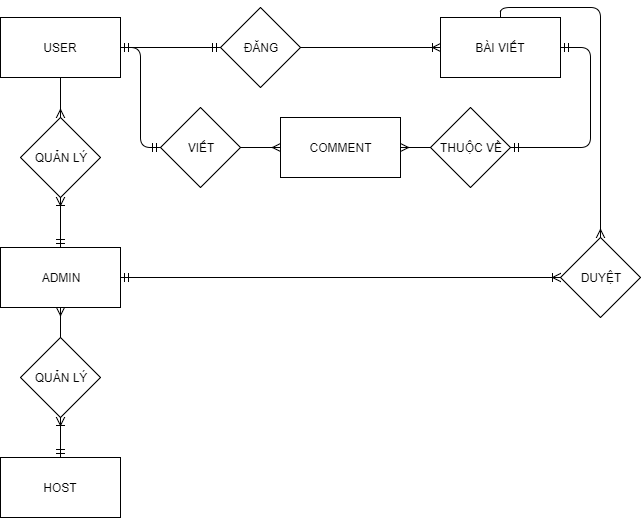 USER
ĐĂNG
BÀI VIẾT
QUẢN LÝ
VIẾT
COMMENT
THUỘC VỀ
ADMIN
DUYỆT
QUẢN LÝ
HOST